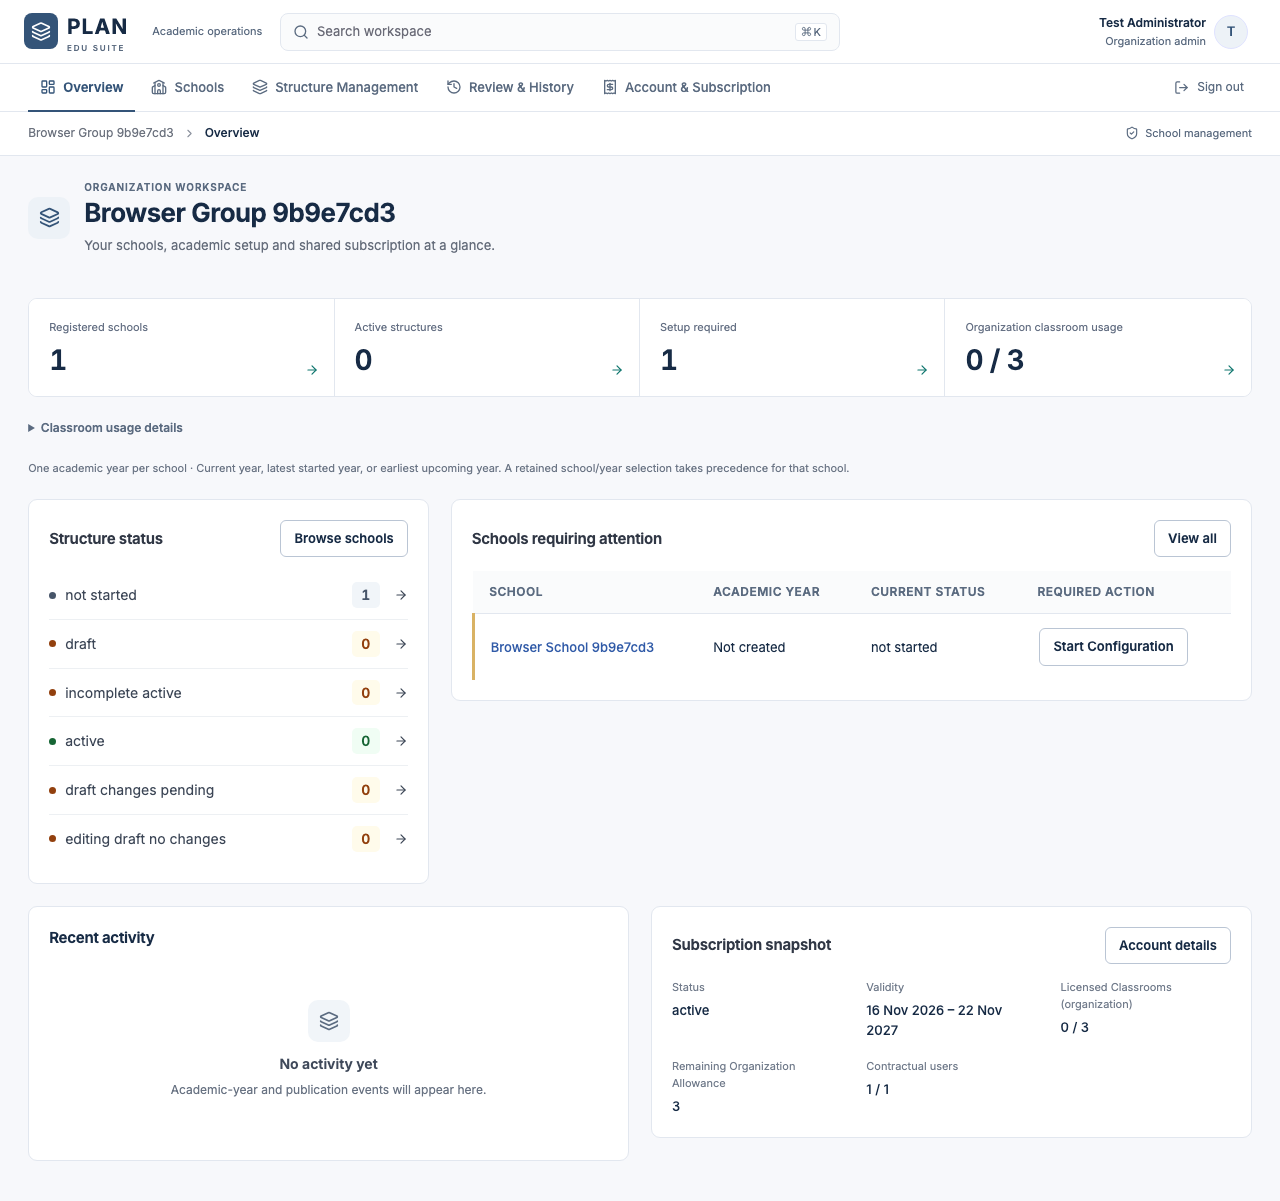 PLAN
EDU SUITE
Academic operations
Search workspace
⌘K
Test Administrator
Organization admin
T
Overview
Schools
Structure Management
Review & History
Account & Subscription
Sign out
Browser Group 9b9e7cd3
Overview
School management
ORGANIZATION WORKSPACE
Browser Group 9b9e7cd3
Your schools, academic setup and shared subscription at a glance.
Registered schools
1
Active structures
0
Setup required
1
Organization classroom usage
0 / 3
Classroom usage details
One academic year per school · Current year, latest started year, or earliest upcoming year. A retained school/year selection takes precedence for that school.
Structure status
Browse schools
not started 1
draft 0
incomplete active 0
active 0
draft changes pending 0
editing draft no changes 0
Schools requiring attention
View all
SCHOOL ACADEMIC YEAR CURRENT STATUS REQUIRED ACTION
Browser School 9b9e7cd3 Not created not started Start Configuration
Recent activity
No activity yet
Academic-year and publication events will appear here.
Subscription snapshot
Account details
Status
active
Validity
16 Nov 2026 – 22 Nov
2027
Licensed Classrooms
(organization)
0 / 3
Remaining Organization
Allowance
3
Contractual users
1 / 1